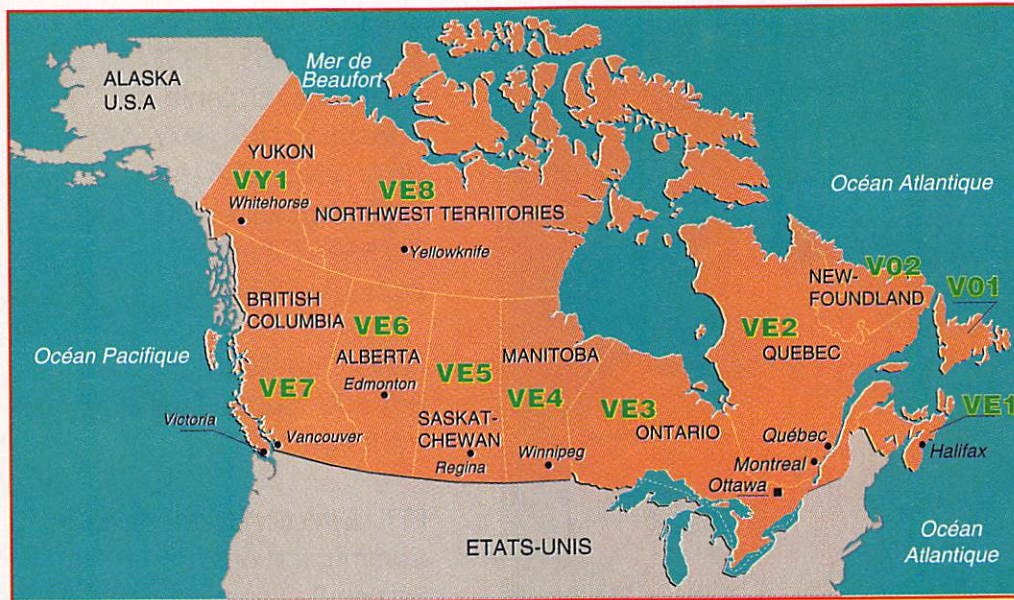 Mer de
Beaufort
ALASKA
U.S.A
YUKON
VY1
Whitehorse
VE8
NORTHWEST TERRITORIES
Yellowknife
Océan Atlantique
VO2
NEW-
FOUNDLAND
VO1
BRITISH
COLUMBIA
VE6
ALBERTA
Edmonton
MANITOBA
VE2
QUEBEC
Océan Pacifique
VE7
VE5
VE4
VE3
ONTARIO
VE1
SASKAT-
CHEWAN
Regina
Winnipeg
Victoria
Vancouver
Québec
Montreal
Ottawa
Halifax
ETATS-UNIS
Océan
Atlantique